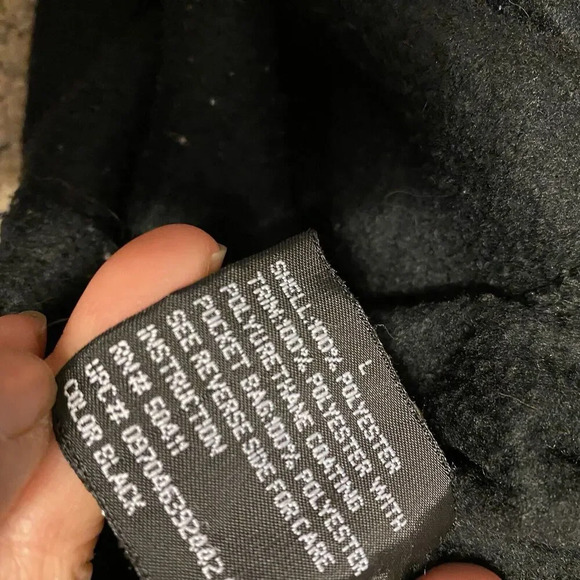 L
SHELL:100% POLYESTER
TRIM:100% POLYESTER WITH
POLYURETHANE COATING
POCKET BAG:100% POLYESTER
SEE REVERSE SIDE FOR CARE
INSTRUCTION
RN# 50411
UPC#
COLOR BLACK